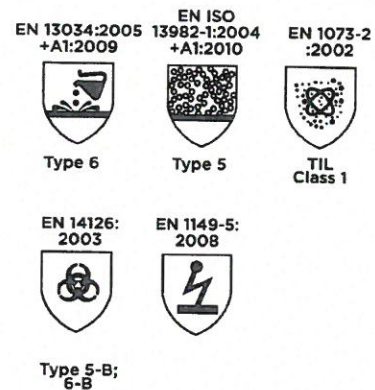 EN 13034:2005
+A1:2009
Type 6
EN ISO
13982-1:2004
+A1:2010
Type 5
EN 1073-2
:2002
TIL
Class 1
EN 14126:
2003
Type 5-B;
6-B
EN 1149-5:
2008